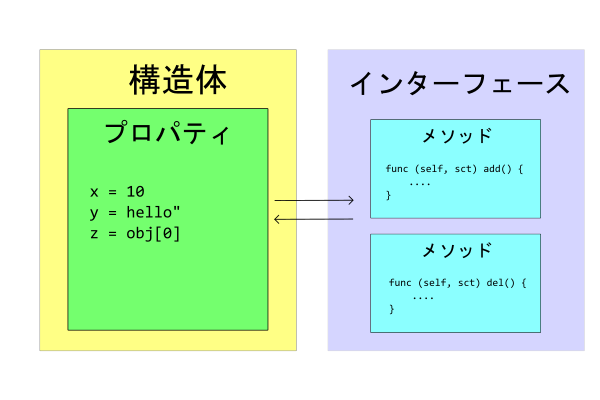 構造体
プロパティ
x = 10
y = hello"
z = obj[0]
インターフェース
メソッド
func (self, sct) add() {
....
}
メソッド
func (self, sct) del() {
....
}